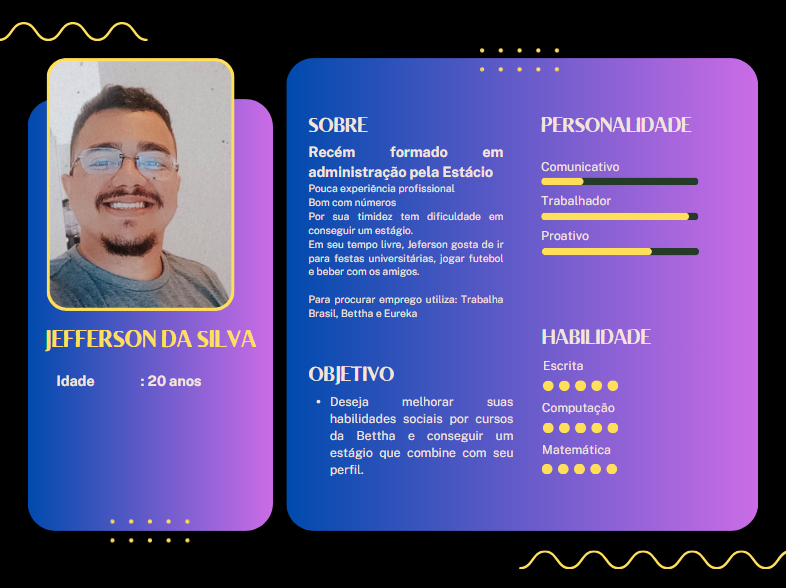 JEFFERSON DA SILVA
Idade : 20 anos
SOBRE
Recém formado em
administração pela Estácio
Pouca experiência profissional
Bom com números
Por sua timidez tem dificuldade em
conseguir um estágio.
Em seu tempo livre, Jeferson gosta de ir
para festas universitárias, jogar futebol
e beber com os amigos.
Para procurar emprego utiliza: Trabalha
Brasil, Bettha e Eureka
OBJETIVO
• Deseja melhorar suas
habilidades sociais por cursos
da Bettha e conseguir um
estágio que combine com seu
perfil.
PERSONALIDADE
Comunicativo
Trabalhador
Proativo
HABILIDADE
Escrita
Computação
Matemática